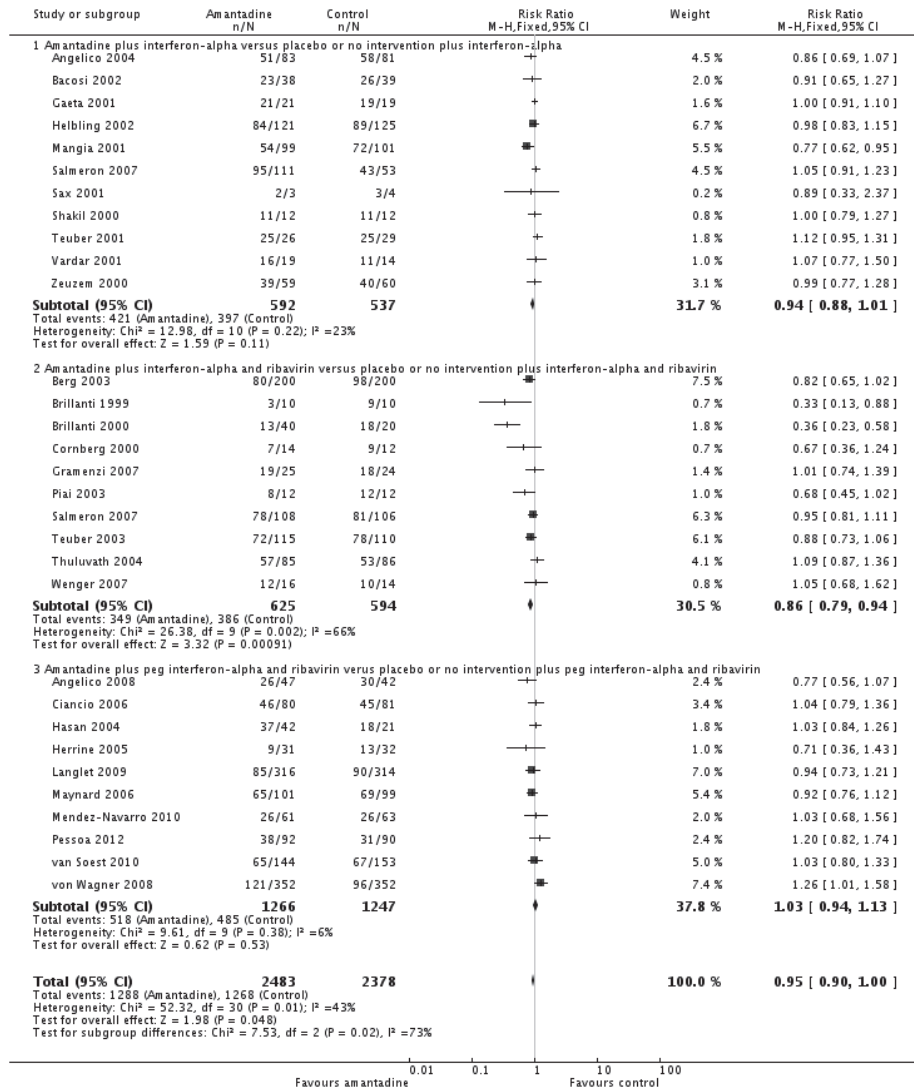 Study or subgroup Amantadine Control Risk Ratio Weight Risk Ratio
n/N n/N M-H,Fixed,95% CI M-H,Fixed,95% CI
1 Amantadine plus interferon-alpha versus placebo or no intervention plus interferon-alpha
Angelico 2004 51/83 58/81 4.5 % 0.86 [ 0.69, 1.07 ]
Bacosi 2002 23/38 26/39 2.0 % 0.91 [ 0.65, 1.27 ]
Gaeta 2001 21/21 19/19 1.6 % 1.00 [ 0.91, 1.10 ]
Helbling 2002 84/121 89/125 6.7 % 0.98 [ 0.83, 1.15 ]
Mangia 2001 54/99 72/101 5.5 % 0.77 [ 0.62, 0.95 ]
Salmeron 2007 95/111 43/53 4.5 % 1.05 [ 0.91, 1.23 ]
Sax 2001 2/3 3/4 0.2 % 0.89 [ 0.33, 2.37 ]
Shakil 2000 11/12 11/12 0.8 % 1.00 [ 0.79, 1.27 ]
Teuber 2001 25/26 25/29 1.8 % 1.12 [ 0.95, 1.31 ]
Vardar 2001 16/19 11/14 1.0 % 1.07 [ 0.77, 1.50 ]
Zeuzem 2000 39/59 40/60 3.1 % 0.99 [ 0.77, 1.28 ]
Subtotal (95% CI) 592 537 31.7 % 0.94 [ 0.88, 1.01 ]
Total events: 421 (Amantadine), 397 (Control)
Heterogeneity: Chi² = 12.98, df = 10 (P = 0.22); I² =23%
Test for overall effect: Z = 1.59 (P = 0.11)
2 Amantadine plus interferon-alpha and ribavirin versus placebo or no intervention plus interferon-alpha and ribavirin
Berg 2003 80/200 98/200 7.5 % 0.82 [ 0.65, 1.02 ]
Brillanti 1999 3/10 9/10 0.7 % 0.33 [ 0.13, 0.88 ]
Brillanti 2000 13/40 18/20 1.8 % 0.36 [ 0.23, 0.58 ]
Cornberg 2000 7/14 9/12 0.7 % 0.67 [ 0.36, 1.24 ]
Gramenzi 2007 19/25 18/24 1.4 % 1.01 [ 0.74, 1.39 ]
Piai 2003 8/12 12/12 1.0 % 0.68 [ 0.45, 1.02 ]
Salmeron 2007 78/108 81/106 6.3 % 0.95 [ 0.81, 1.11 ]
Teuber 2003 72/115 78/110 6.1 % 0.88 [ 0.73, 1.06 ]
Thuluvath 2004 57/85 53/86 4.1 % 1.09 [ 0.87, 1.36 ]
Wenger 2007 12/16 10/14 0.8 % 1.05 [ 0.68, 1.62 ]
Subtotal (95% CI) 625 594 30.5 % 0.86 [ 0.79, 0.94 ]
Total events: 349 (Amantadine), 386 (Control)
Heterogeneity: Chi² = 26.38, df = 9 (P = 0.002); I² =66%
Test for overall effect: Z = 3.32 (P = 0.00091)
3 Amantadine plus peg interferon-alpha and ribavirin verus placebo or no intervention plus peg interferon-alpha and ribavirin
Angelico 2008 26/47 30/42 2.4 % 0.77 [ 0.56, 1.07 ]
Ciancio 2006 46/80 45/81 3.4 % 1.04 [ 0.79, 1.36 ]
Hasan 2004 37/42 18/21 1.8 % 1.03 [ 0.84, 1.26 ]
Herrine 2005 9/31 13/32 1.0 % 0.71 [ 0.36, 1.43 ]
Langlet 2009 85/316 90/314 7.0 % 0.94 [ 0.73, 1.21 ]
Maynard 2006 65/101 69/99 5.4 % 0.92 [ 0.76, 1.12 ]
Mendez-Navarro 2010 26/61 26/63 2.0 % 1.03 [ 0.68, 1.56 ]
Pessoa 2012 38/92 31/90 2.4 % 1.20 [ 0.82, 1.74 ]
van Soest 2010 65/144 67/153 5.0 % 1.03 [ 0.80, 1.33 ]
von Wagner 2008 121/352 96/352 7.4 % 1.26 [ 1.01, 1.58 ]
Subtotal (95% CI) 1266 1247 37.8 % 1.03 [ 0.94, 1.13 ]
Total events: 518 (Amantadine), 485 (Control)
Heterogeneity: Chi² = 9.61, df = 9 (P = 0.38); I² =6%
Test for overall effect: Z = 0.62 (P = 0.53)
Total (95% CI) 2483 2378 100.0 % 0.95 [ 0.90, 1.00 ]
Total events: 1288 (Amantadine), 1268 (Control)
Heterogeneity: Chi² = 52.32, df = 30 (P = 0.01); I² =43%
Test for overall effect: Z = 1.98 (P = 0.048)
Test for subgroup differences: Chi² = 7.53, df = 2 (P = 0.02), I² =73%
0.01 0.1 1 10 100
Favours amantadine Favours control